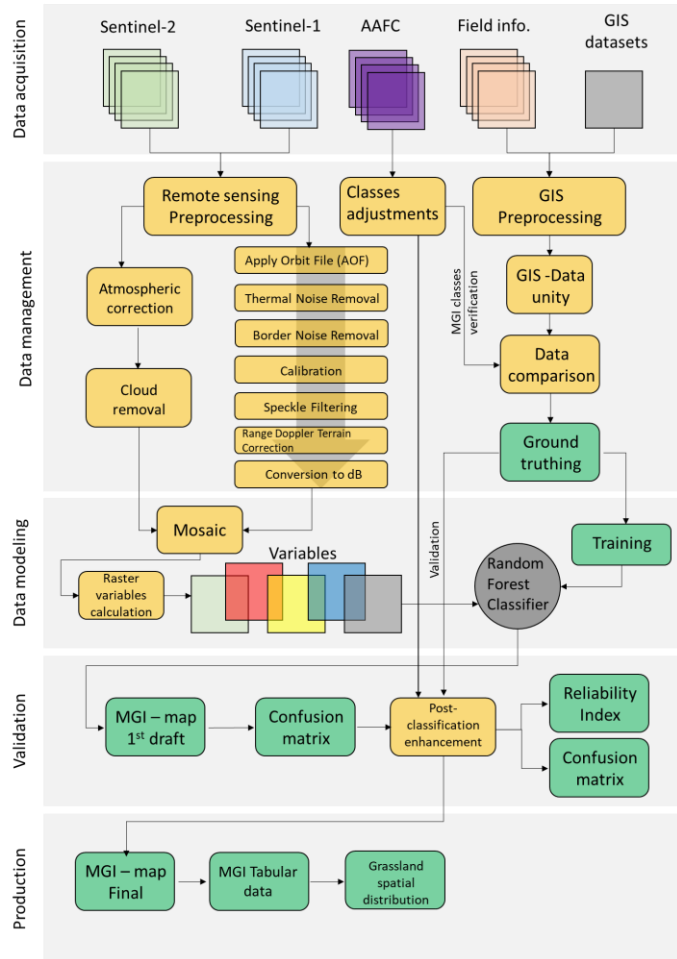 Data acquisition
Sentinel-2
Sentinel-1
AAFC
Field info.
GIS
datasets
Data management
Remote sensing
Preprocessing
Classes
adjustments
GIS
Preprocessing
Atmospheric
correction
Cloud
removal
Apply Orbit File (AOF)
Thermal Noise Removal
Border Noise Removal
Calibration
Speckle Filtering
Range Doppler Terrain
Correction
Conversion to dB
MGI classes
verification
GIS -Data
unity
Data
comparison
Ground
truthing
Data modeling
Mosaic
Raster
variables
calculation
Variables
Validation
Random
Forest
Classifier
Training
Validation
MGI – map
1st draft
Confusion
matrix
Post-
classification
enhancement
Reliability
Index
Confusion
matrix
Production
MGI – map
Final
MGI Tabular
data
Grassland
spatial
distribution